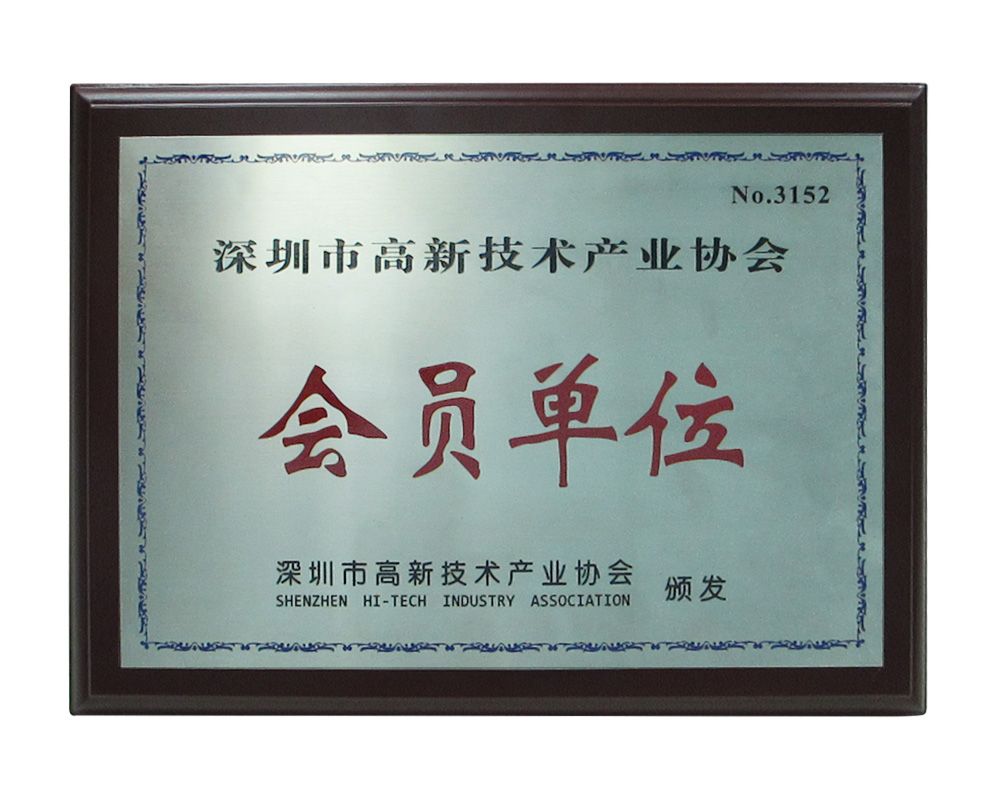 No.3152
深圳市高新技术产业协会
会员单位
深圳市高新技术产业协会 颁发
SHENZHEN HI-TECH INDUSTRY ASSOCIATION